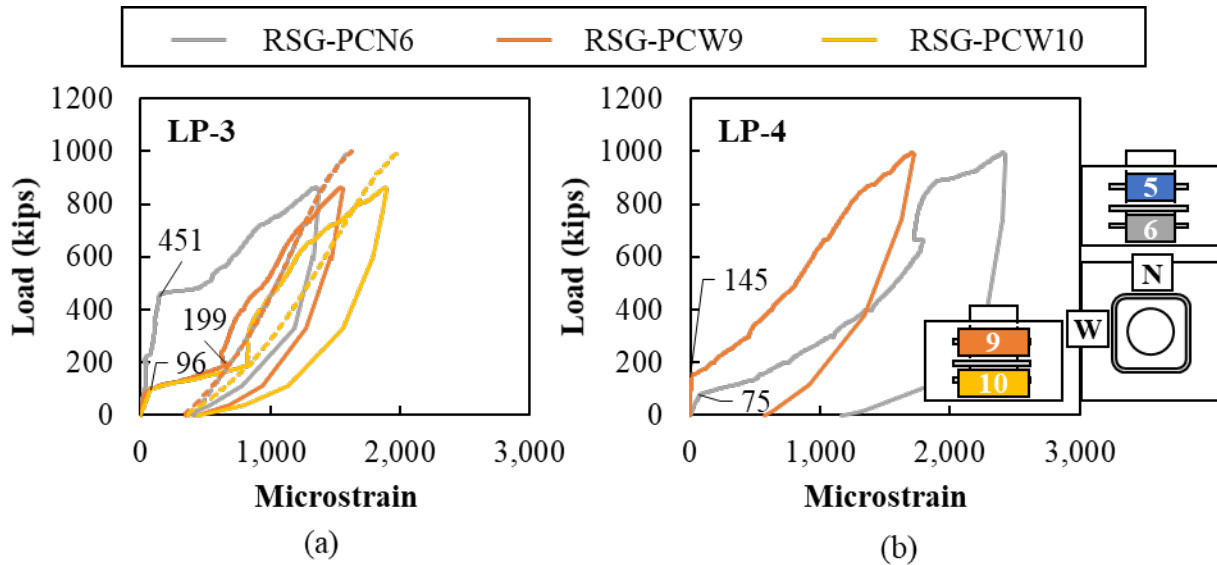 RSG-PCN6 RSG-PCW9 RSG-PCW10
LP-3
Load (kips)
1200
1000
800
600
400
200
0
451
199
96
0 1,000 2,000 3,000
Microstrain
(a)
LP-4
Load (kips)
1200
1000
800
600
400
200
0
145
75
0 1,000 2,000 3,000
Microstrain
(b)
5
6
N
W
9
10